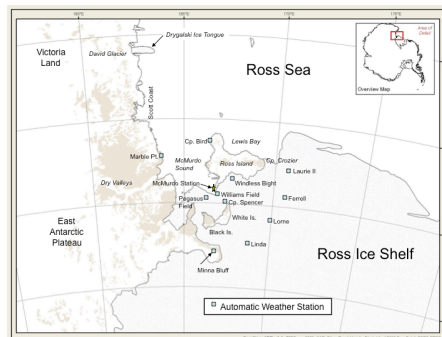 Victoria
Land
David Glacier
Drygalski Ice Tongue
Scott Coast
Ross Sea
Area of
Detail
Overview Map
Cp. Bird
Lewis Bay
Marble Pt.
McMurdo
Sound
Ross Island
Cp. Crozier
Laurie II
Dry Valleys
McMurdo Station
Windless Bight
Williams Field
Pegasus
Field
Cp. Spencer
Ferrell
White Is.
Lorne
East
Antarctic
Plateau
Black Is.
Linda
Ross Ice Shelf
Minna Bluff
Automatic Weather Station